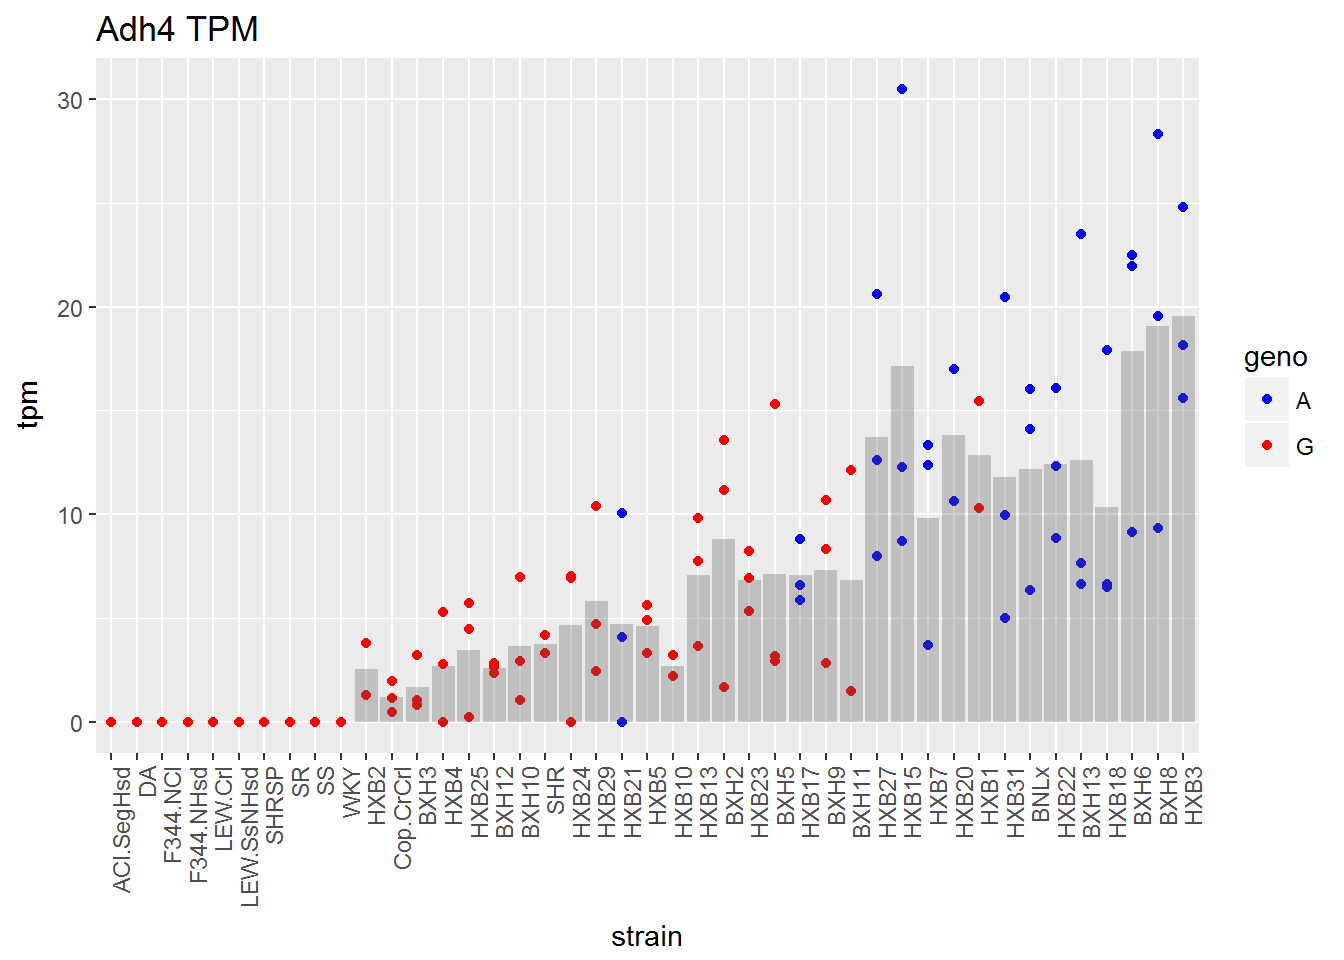 Adh4 TPM
30
20
10
0
tpm
ACI.SegHsd
DA
F344.NCI
F344.NHsd
LEW.Crl
LEW.SsNHsd
SHRSP
SR
SS
WKY
HXB2
Cop.CrCrl
BXH3
HXB4
HXB25
BXH12
BXH10
SHR
HXB24
HXB29
HXB21
HXB5
HXB10
HXB13
BXH2
HXB23
BXH5
HXB17
BXH9
BXH11
HXB27
HXB15
HXB7
HXB20
HXB1
HXB31
BNLx
HXB22
BXH13
HXB18
BXH6
BXH8
HXB3
strain
geno
A
G